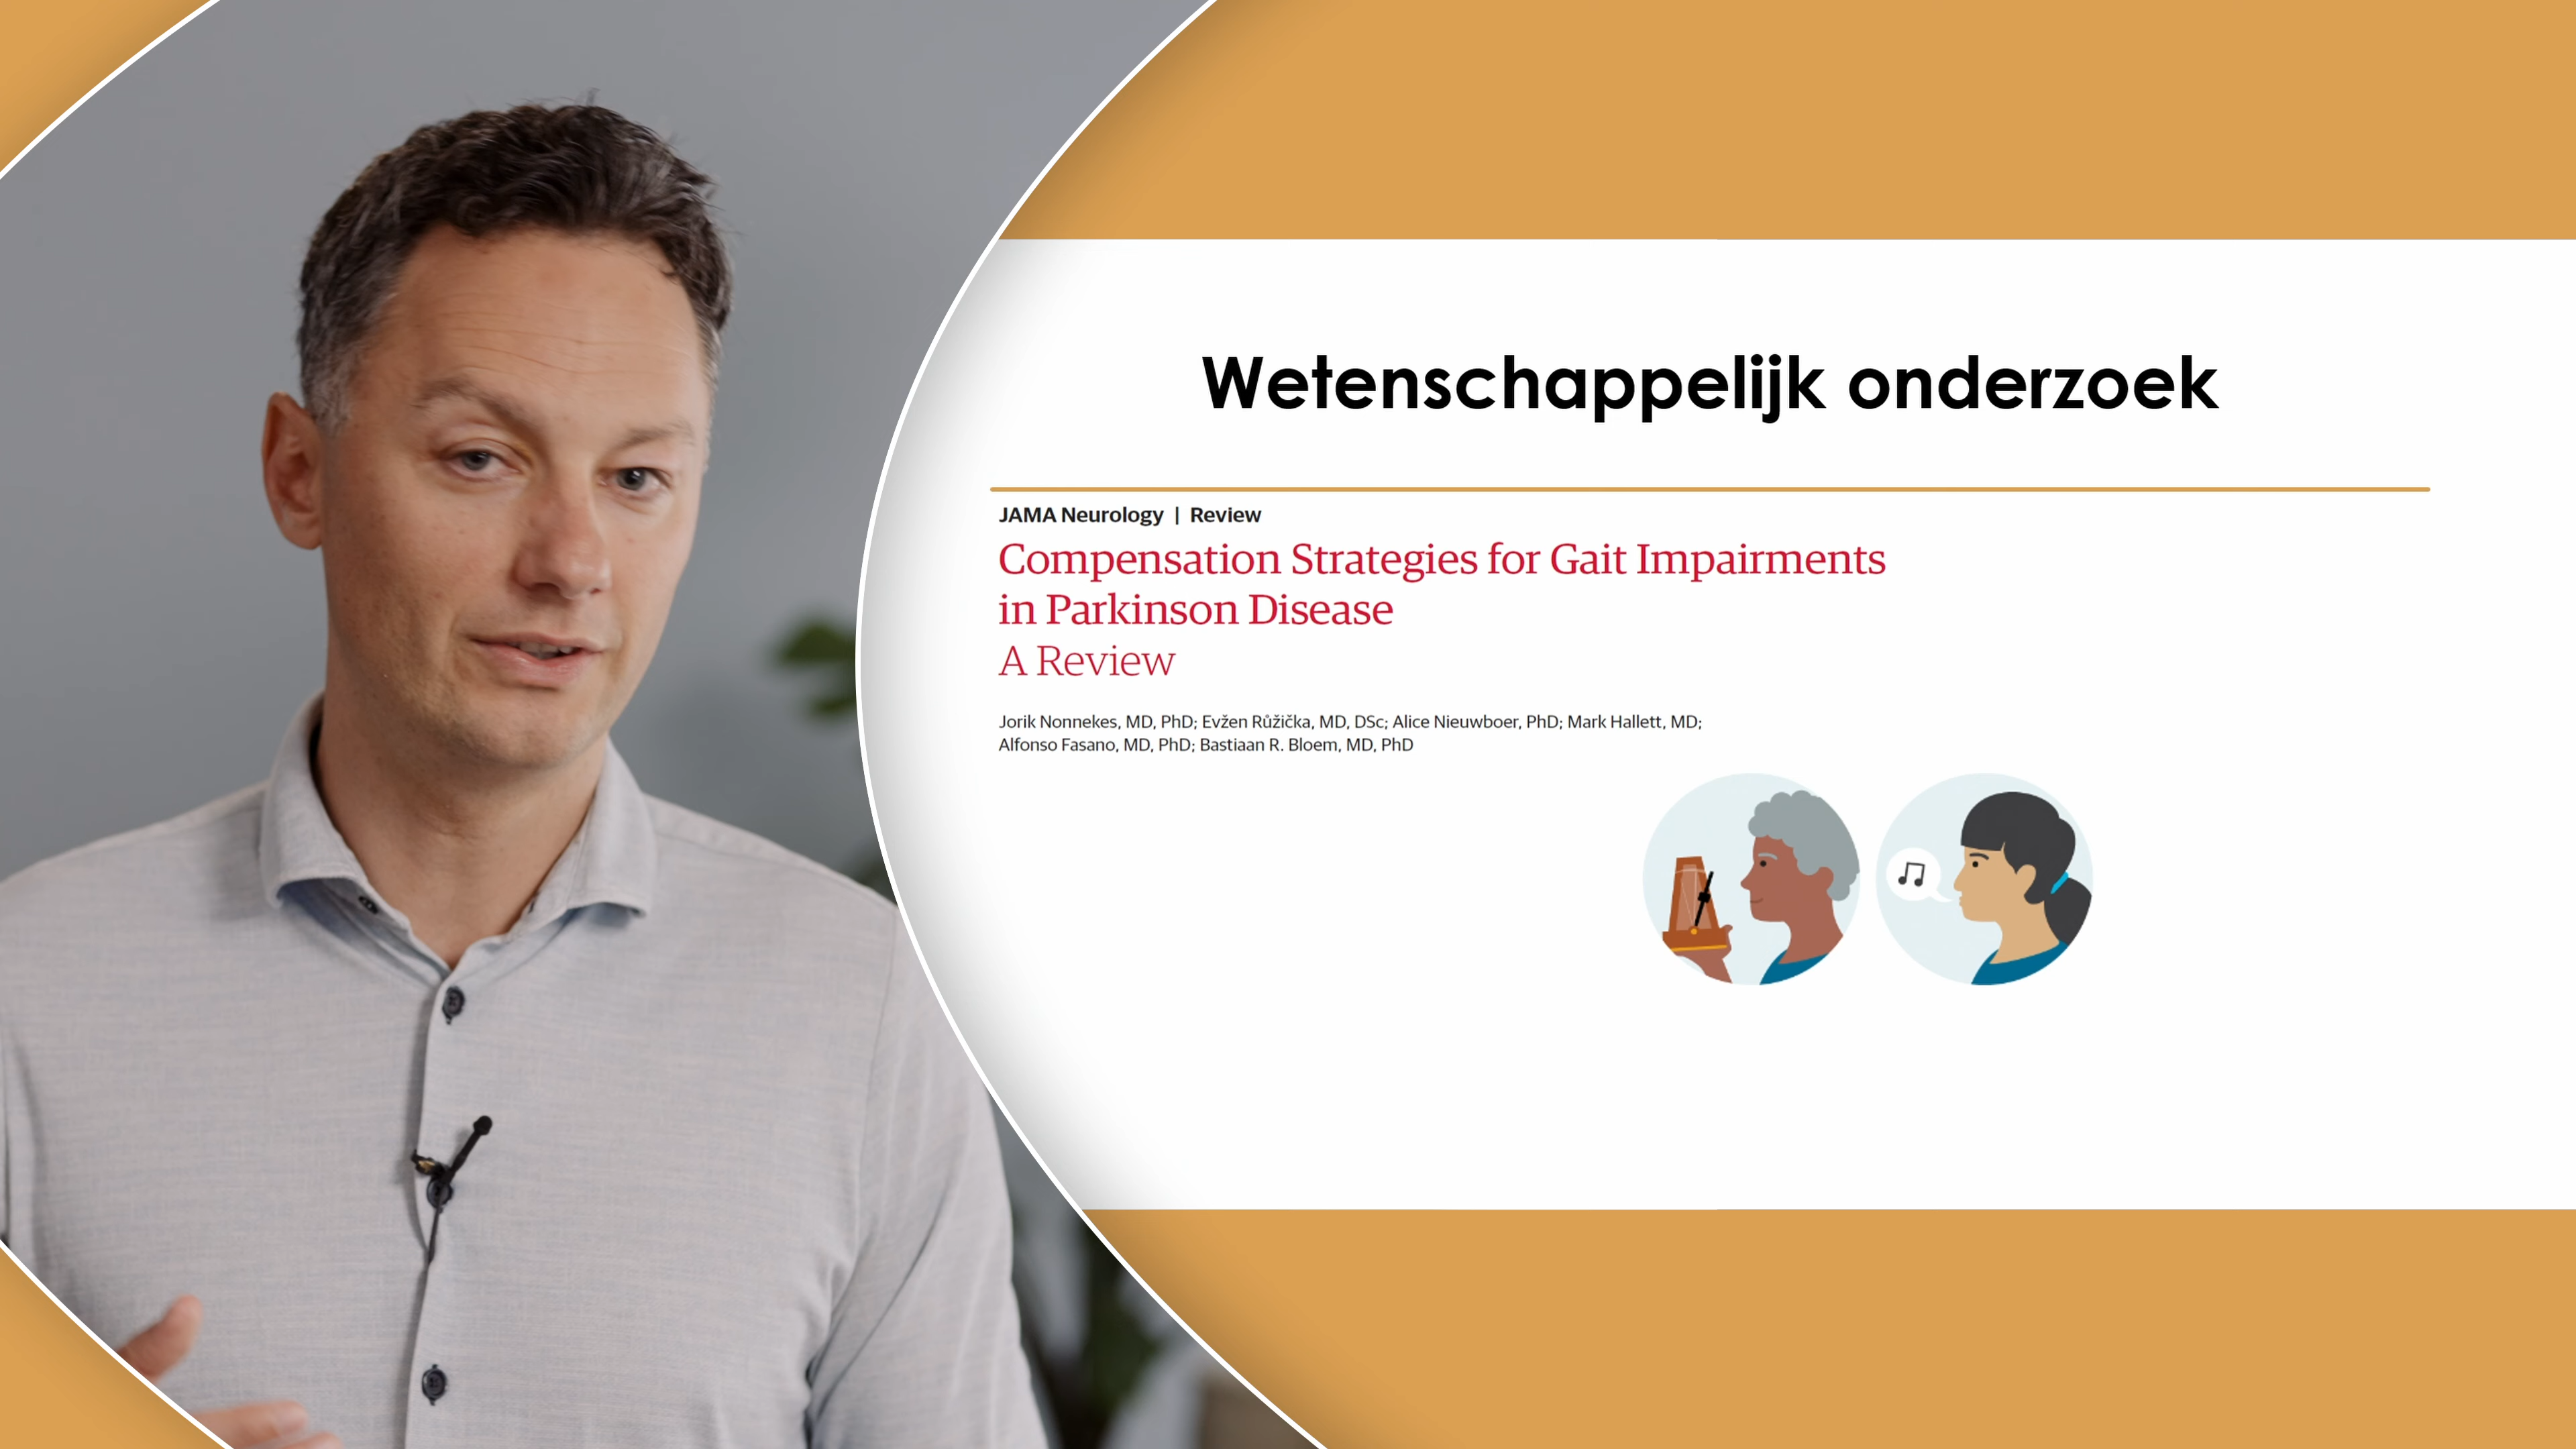 Wetenschappelijk onderzoek
JAMA Neurology | Review
Compensation Strategies for Gait Impairments
in Parkinson Disease
A Review
Jorik Nonnekes, MD, PhD; Evžen Růžička, MD, DSc; Alice Nieuwboer, PhD; Mark Hallett, MD;
Alfonso Fasano, MD, PhD; Bastiaan R. Bloem, MD, PhD